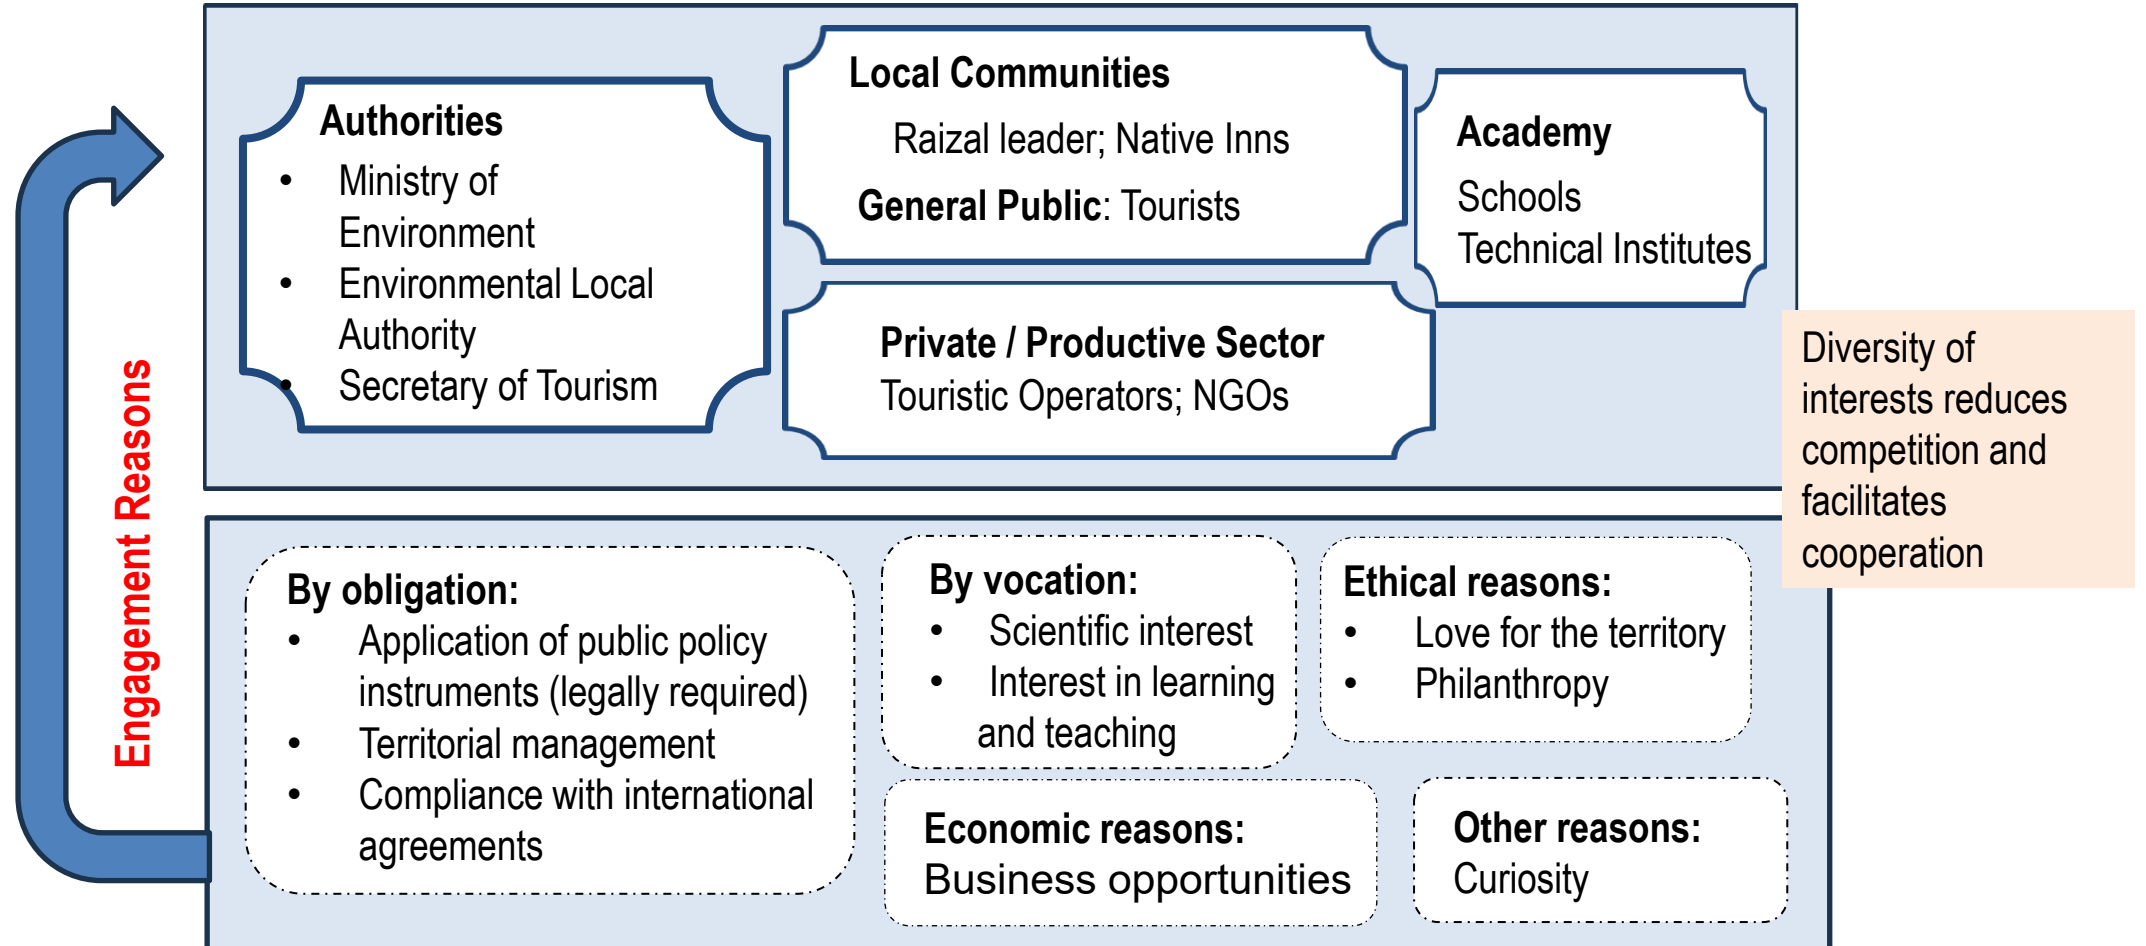 Authorities
• Ministry of
Environment
• Environmental Local
Authority
• Secretary of Tourism
Local Communities
Raizal leader; Native Inns
General Public: Tourists
Academy
Schools
Technical Institutes
Private / Productive Sector
Touristic Operators; NGOs
Diversity of
interests reduces
competition and
facilitates
cooperation
Engagement Reasons
By obligation:
• Application of public policy
instruments (legally required)
• Territorial management
• Compliance with international
agreements
By vocation:
• Scientific interest
• Interest in learning
and teaching
Ethical reasons:
• Love for the territory
• Philanthropy
Economic reasons:
Business opportunities
Other reasons:
Curiosity